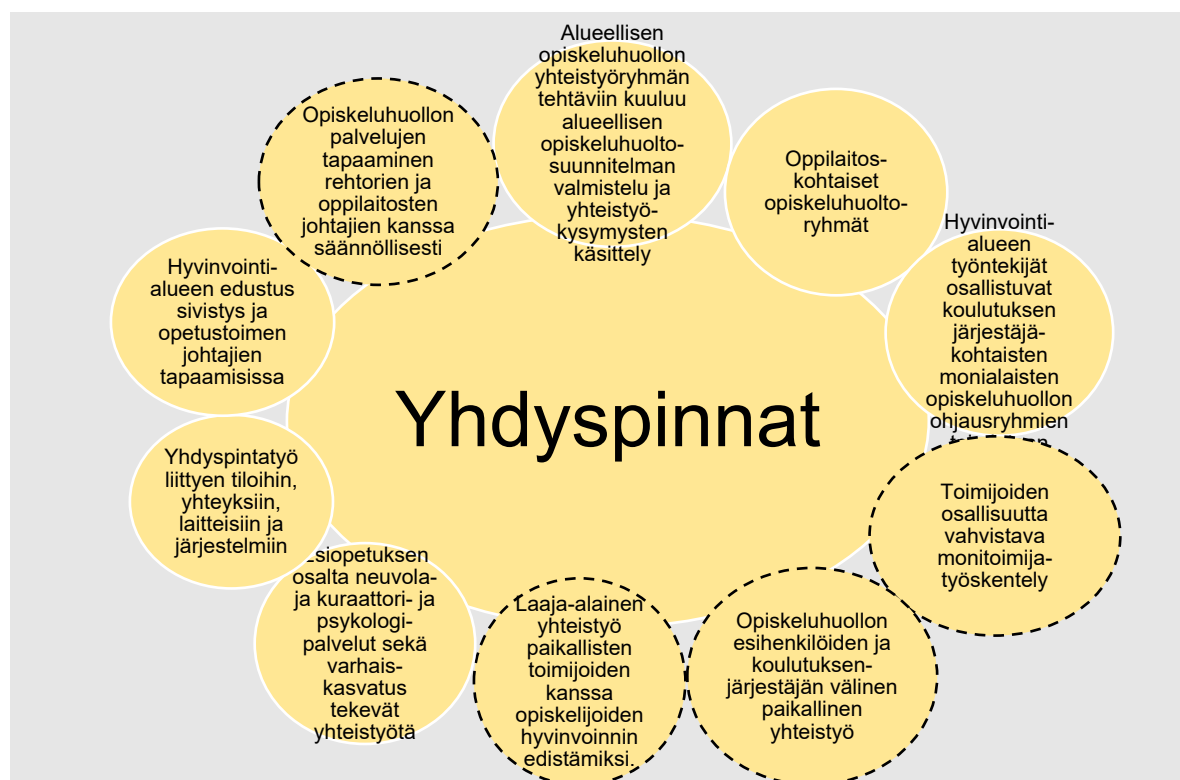 Alueellisen
opiskeluhuollon
yhteistyöryhmän
tehtäviin kuuluu
alueellisen
opiskeluhuolto-
suunnitelman
valmistelu ja
yhteistyö-
kysymysten
käsittely
Oppilaitos-
kohtaiset
opiskeluhuolto-
ryhmät
Hyvinvointi-
alueen
työntekijät
osallistuvat
koulutuksen
järjestäjä-
kohtaisten
monialaisten
opiskeluhuollon
ohjausryhmien
Toimijoiden
osallisuutta
vahvistava
monitoimija-
työskentely
Opiskeluhuollon
esihenkilöiden ja
koulutuksen-
järjestäjän välinen
paikallinen
yhteistyö
Laaja-alainen
yhteistyö
paikallisten
toimijoiden
kanssa
opiskelijoiden
hyvinvoinnin
edistämiksi.
Esiopetuksen
osalta neuvola-
ja kuraattori- ja
psykologi-
palvelut sekä
varhais-
kasvatus
tekevät
yhteistyötä
Yhdyspintatyö
liittyen tiloihin,
yhteyksiin,
laitteisiin ja
järjestelmiin
Hyvinvointi-
alueen edustus
sivistys ja
opetustoimen
johtajien
tapaamisissa
Opiskeluhuollon
palvelujen
tapaaminen
rehtorien ja
oppilaitosten
johtajien kanssa
säännöllisesti
Yhdyspinnat